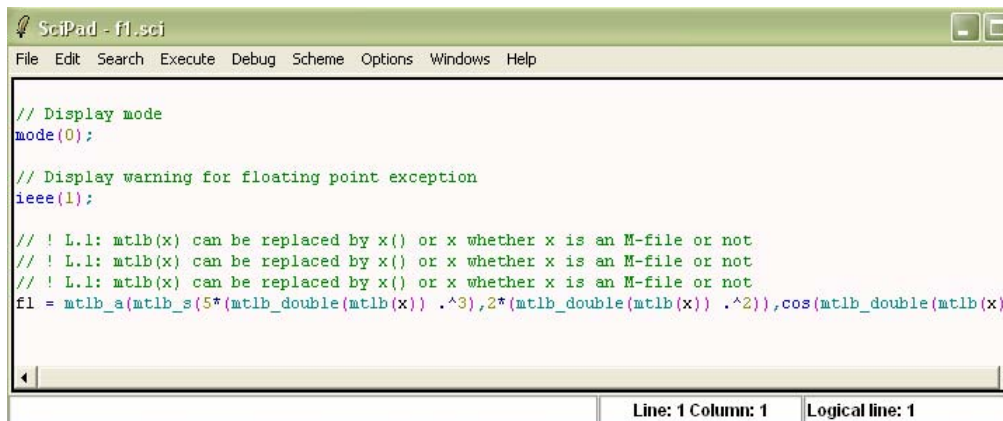 SciPad - f1.sci
File Edit Search Execute Debug Scheme Options Windows Help
// Display mode
mode(0);
// Display warning for floating point exception
ieee(1);
// ! L.1: mtlb(x) can be replaced by x() or x whether x is an M-file or not
// ! L.1: mtlb(x) can be replaced by x() or x whether x is an M-file or not
// ! L.1: mtlb(x) can be replaced by x() or x whether x is an M-file or not
f1 = mtlb_a(mtlb_s(5*(mtlb_double(mtlb(x)) .^3),2*(mtlb_double(mtlb(x)) .^2)),cos(mtlb_double(mtlb(x)
Line: 1 Column: 1 Logical line: 1